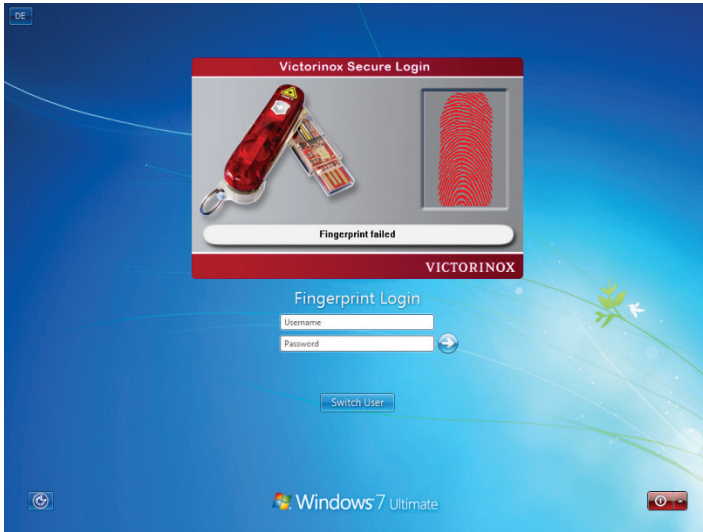 DE
Victorinox Secure Login
Fingerprint failed
VICTORINOX
Fingerprint Login
Username
Password
Switch User
Windows 7 Ultimate